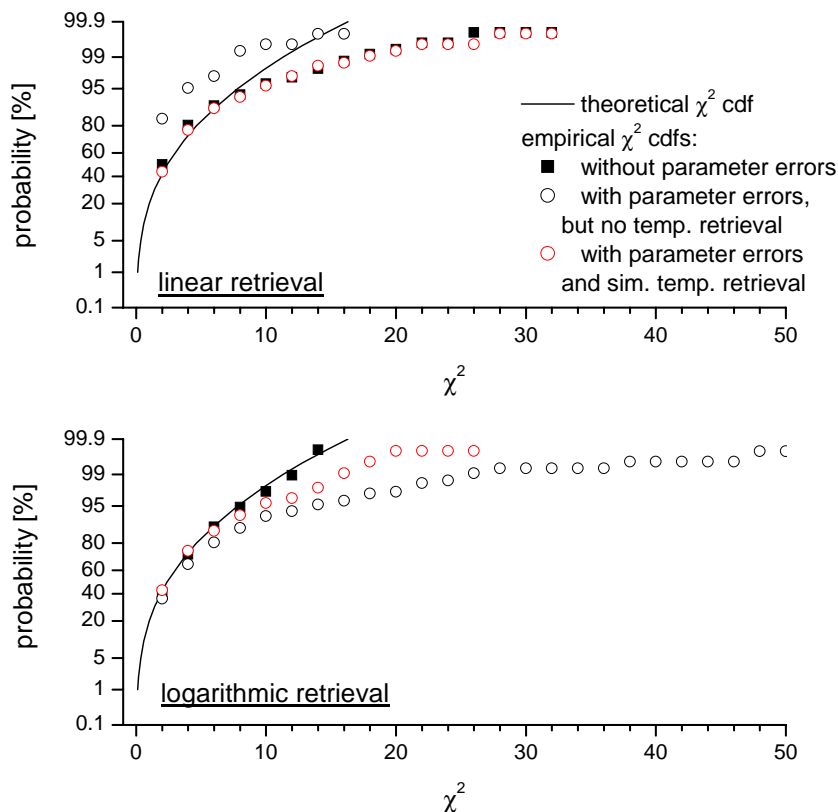 99.9
99
95
80
60
40
20
5
1
0.1
probability [%]
theoretical χ² cdf
empirical χ² cdfs:
without parameter errors
with parameter errors,
but no temp. retrieval
with parameter errors
and sim. temp. retrieval
linear retrieval
0 10 20 30 40 50
χ²
99.9
99
95
80
60
40
20
5
1
0.1
probability [%]
logarithmic retrieval
0 10 20 30 40 50
χ²